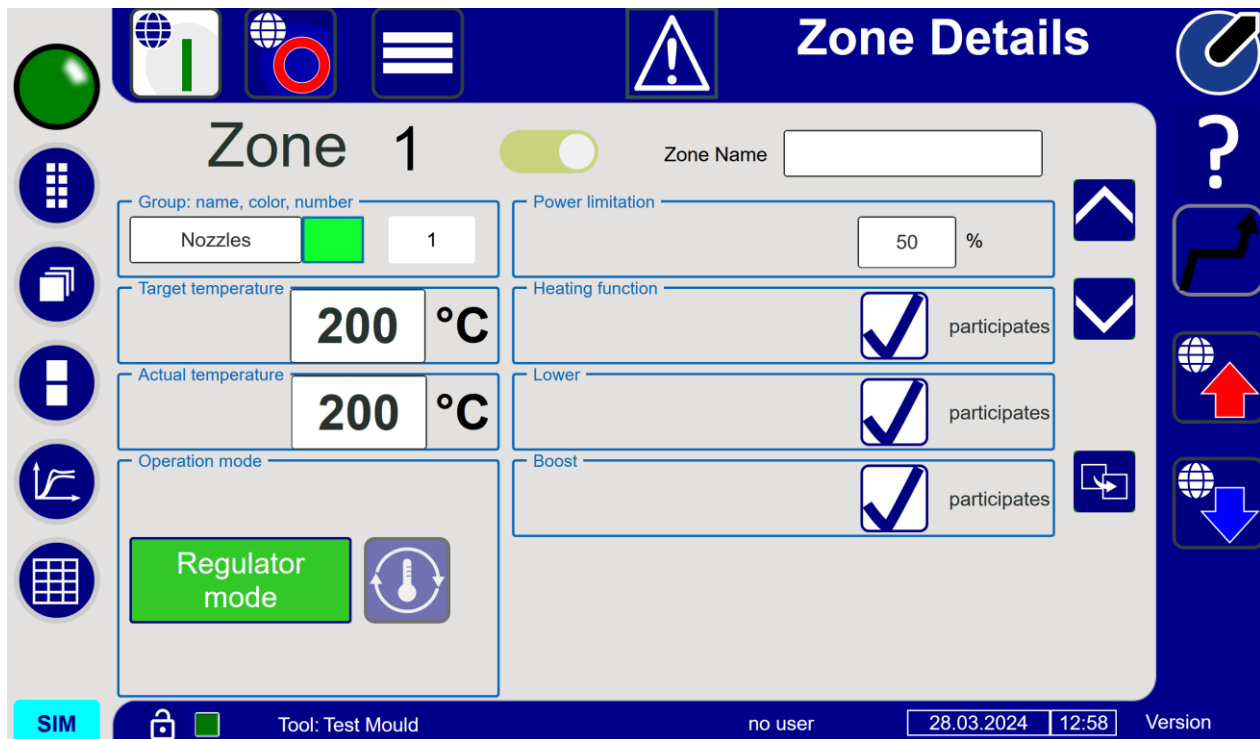 Zone Details
Zone 1
Zone Name
Group: name, color, number
Nozzles 1
Power limitation
50 %
Target temperature
200 °C
Heating function
participates
Actual temperature
200 °C
Lower
participates
Operation mode
Regulator
mode
Boost
participates
?
SIM
Tool: Test Mould
no user
28.03.2024
12:58
Version